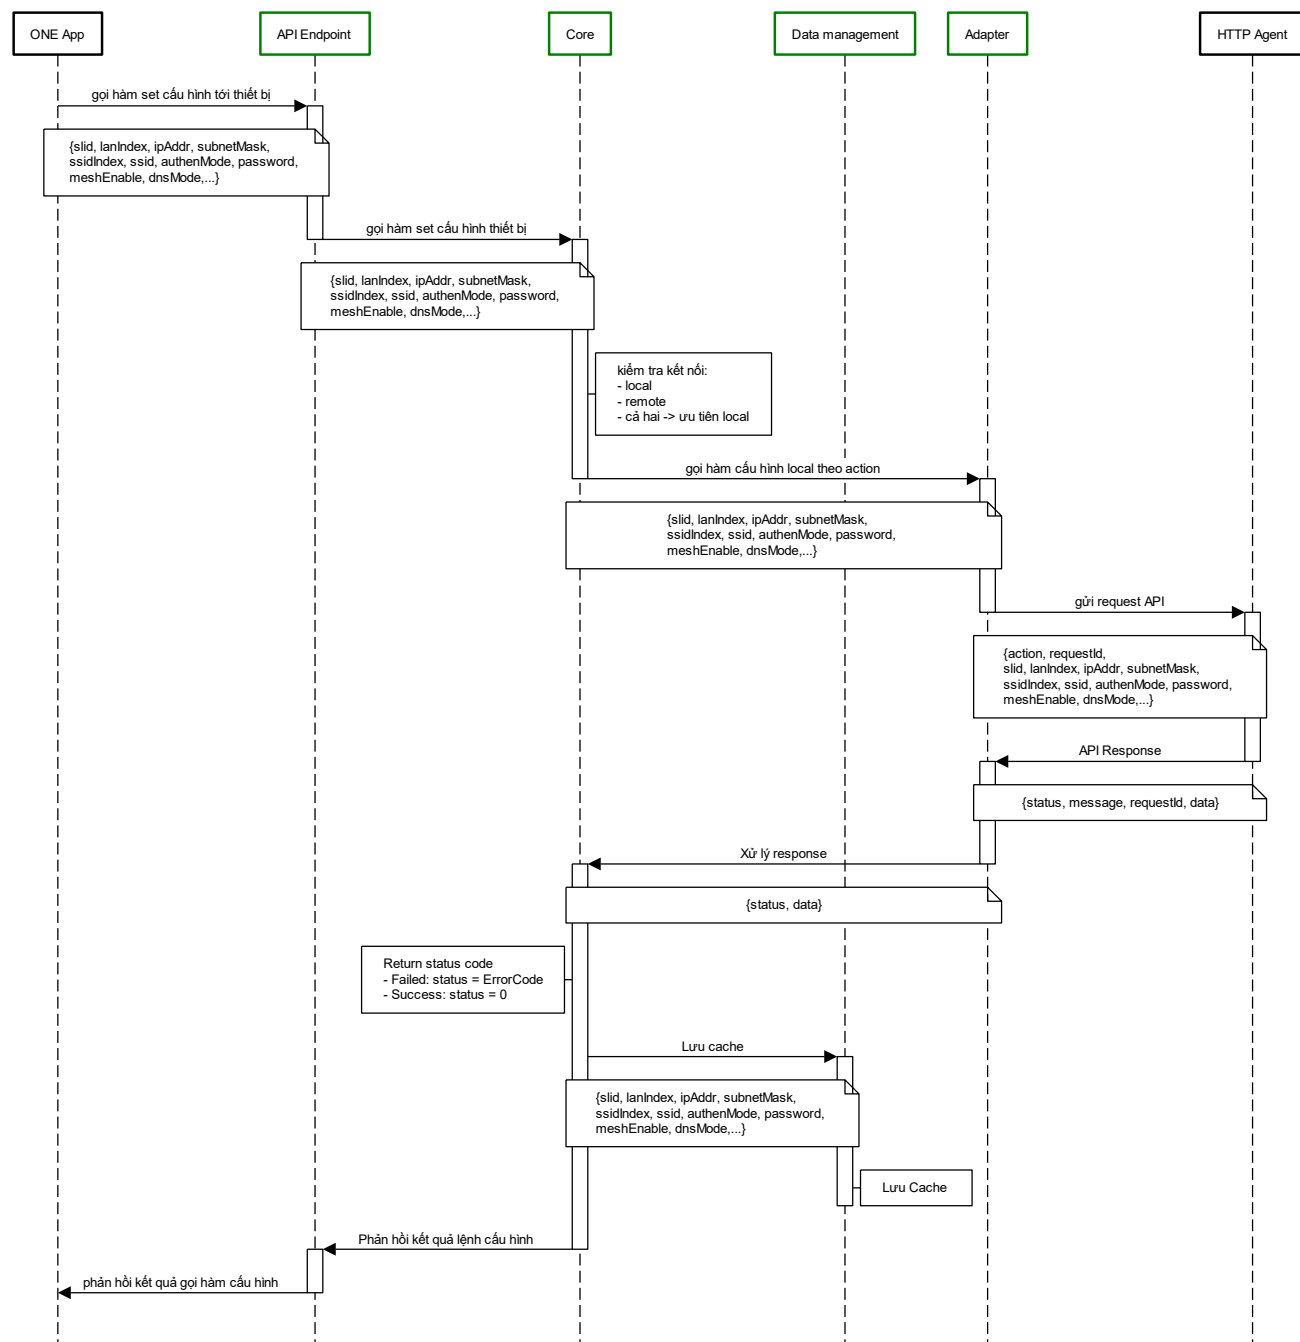 ONE App
API Endpoint
Core
Data management
Adapter
HTTP Agent
gọi hàm set cấu hình tới thiết bị
{slid, lanIndex, ipAddr, subnetMask,
ssidIndex, ssid, authenMode, password,
meshEnable, dnsMode,...}
gọi hàm set cấu hình thiết bị
{slid, lanIndex, ipAddr, subnetMask,
ssidIndex, ssid, authenMode, password,
meshEnable, dnsMode,...}
kiểm tra kết nối:
- local
- remote
- cả hai -> ưu tiên local
gọi hàm cấu hình local theo action
{slid, lanIndex, ipAddr, subnetMask,
ssidIndex, ssid, authenMode, password,
meshEnable, dnsMode,...}
gửi request API
{action, requestId,
slid, lanIndex, ipAddr, subnetMask,
ssidIndex, ssid, authenMode, password,
meshEnable, dnsMode,...}
API Response
{status, message, requestId, data}
Xử lý response
{status, data}
Return status code
- Failed: status = ErrorCode
- Success: status = 0
Lưu cache
{slid, lanIndex, ipAddr, subnetMask,
ssidIndex, ssid, authenMode, password,
meshEnable, dnsMode,...}
Lưu Cache
Phản hồi kết quả lệnh cấu hình
phản hồi kết quả gọi hàm cấu hình